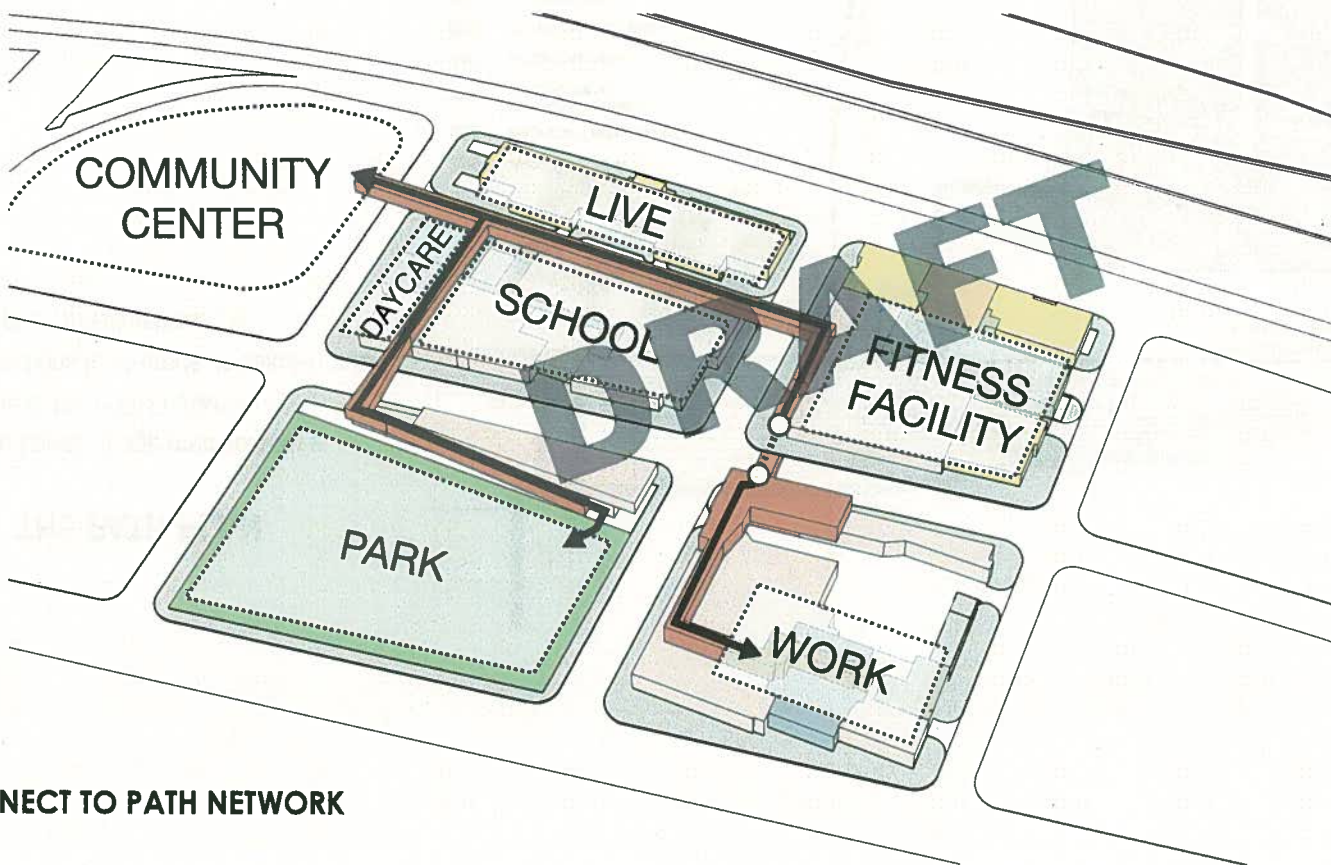 COMMUNITY
CENTER
LIVE
DAYCARE
SCHOOL
FITNESS
FACILITY
PARK
WORK
DRAFT
NECT TO PATH NETWORK